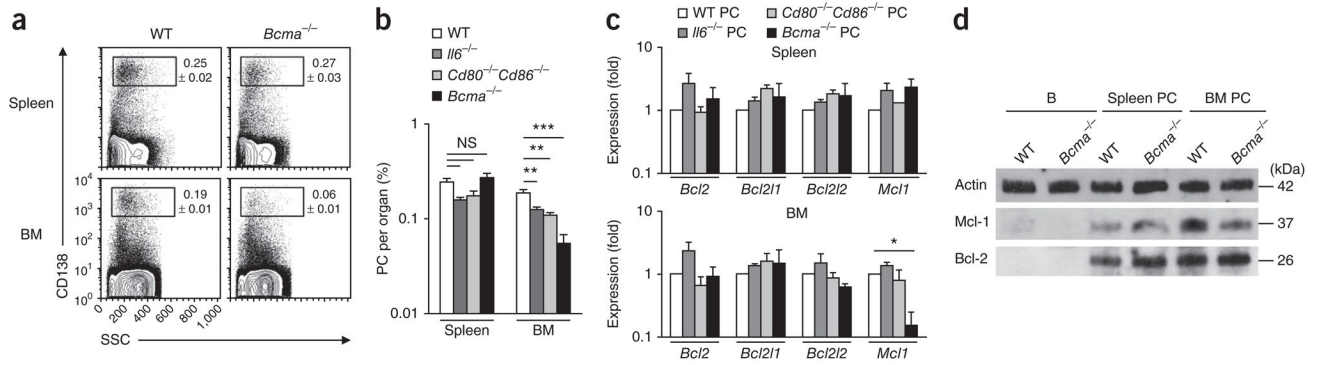 a
WT
Bcma–/–
Spleen
0.25
± 0.02
0.27
± 0.03
BM
10⁴
10³
10²
10¹
10⁰
0.19
± 0.01
0.06
± 0.01
CD138
0 200 400 600 800 1,000
SSC
b
WT
Il6–/–
Cd80–/–Cd86–/–
Bcma–/–
PC per organ (%)
1
0.1
0.01
NS
***
**
**
Spleen
BM
c
WT PC
Cd80–/–Cd86–/– PC
Il6–/– PC
Bcma–/– PC
Spleen
Expression (fold)
10
1
0.1
Bcl2 Bcl2l1 Bcl2l2 Mcl1
BM
Expression (fold)
10
1
0.1
*
Bcl2 Bcl2l1 Bcl2l2 Mcl1
d
B
Spleen PC
BM PC
WT
Bcma–/–
WT
Bcma–/–
WT
Bcma–/–
(kDa)
Actin
42
Mcl-1
37
Bcl-2
26